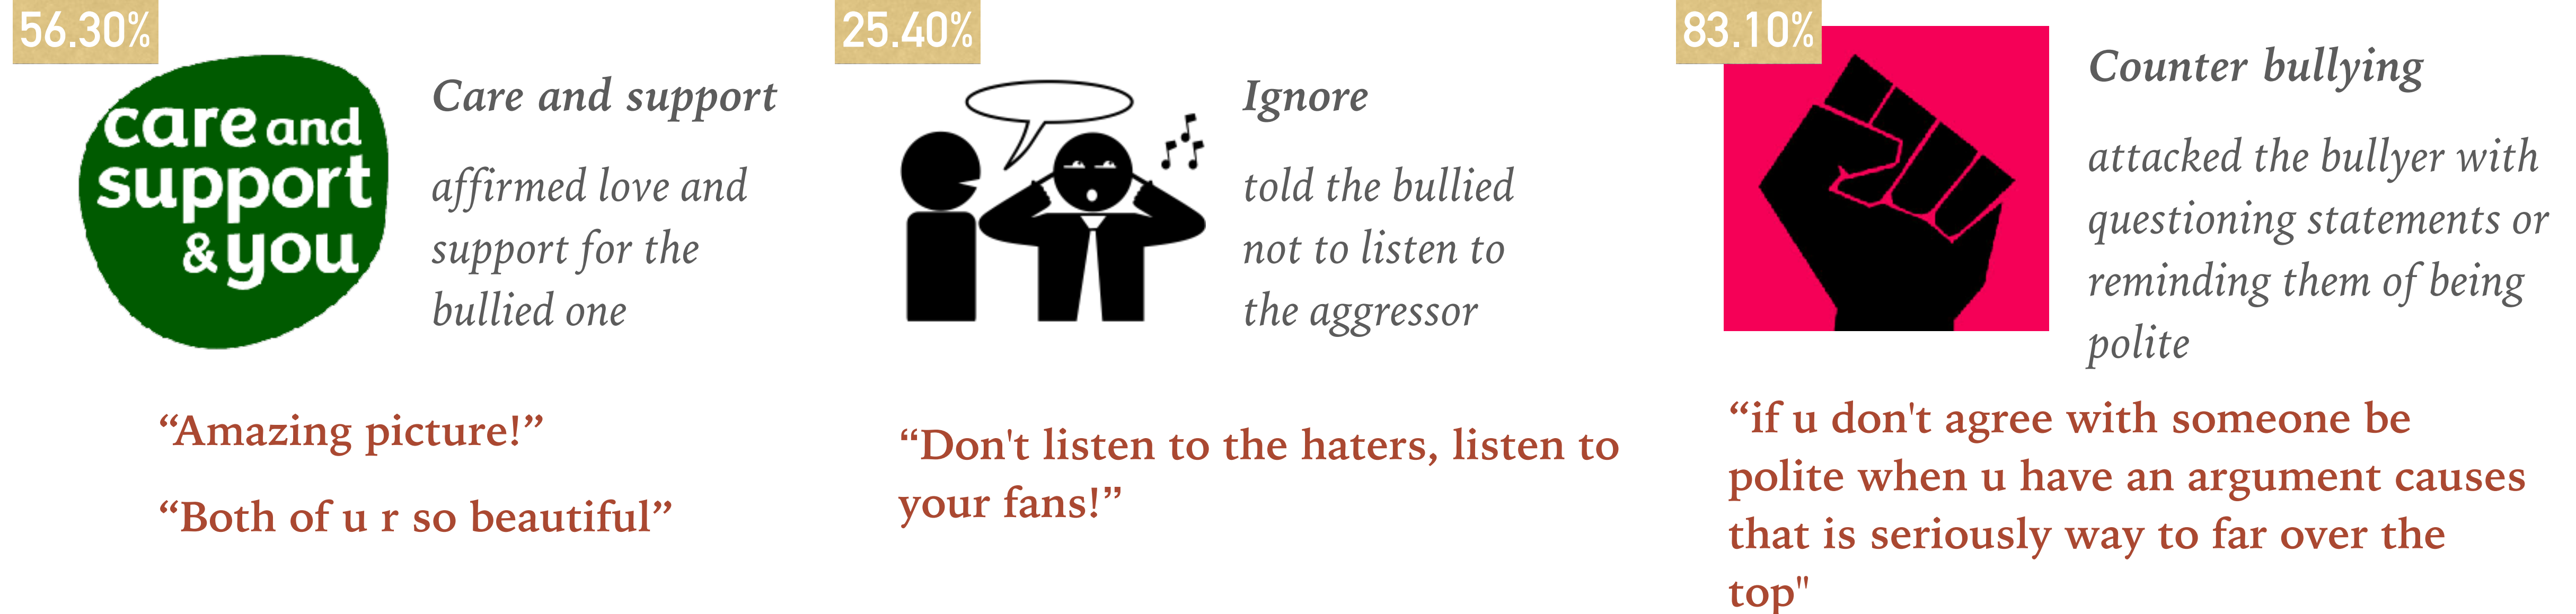 56.30%
care and
support
& you
Care and support
affirmed love and
support for the
bullied one
“Amazing picture!”
“Both of u r so beautiful”
25.40%
Ignore
told the bullied
not to listen to
the aggressor
“Don't listen to the haters, listen to
your fans!”
83.10%
Counter bullying
attacked the bullyer with
questioning statements or
reminding them of being
polite
“if u don't agree with someone be
polite when u have an argument causes
that is seriously way to far over the
top"